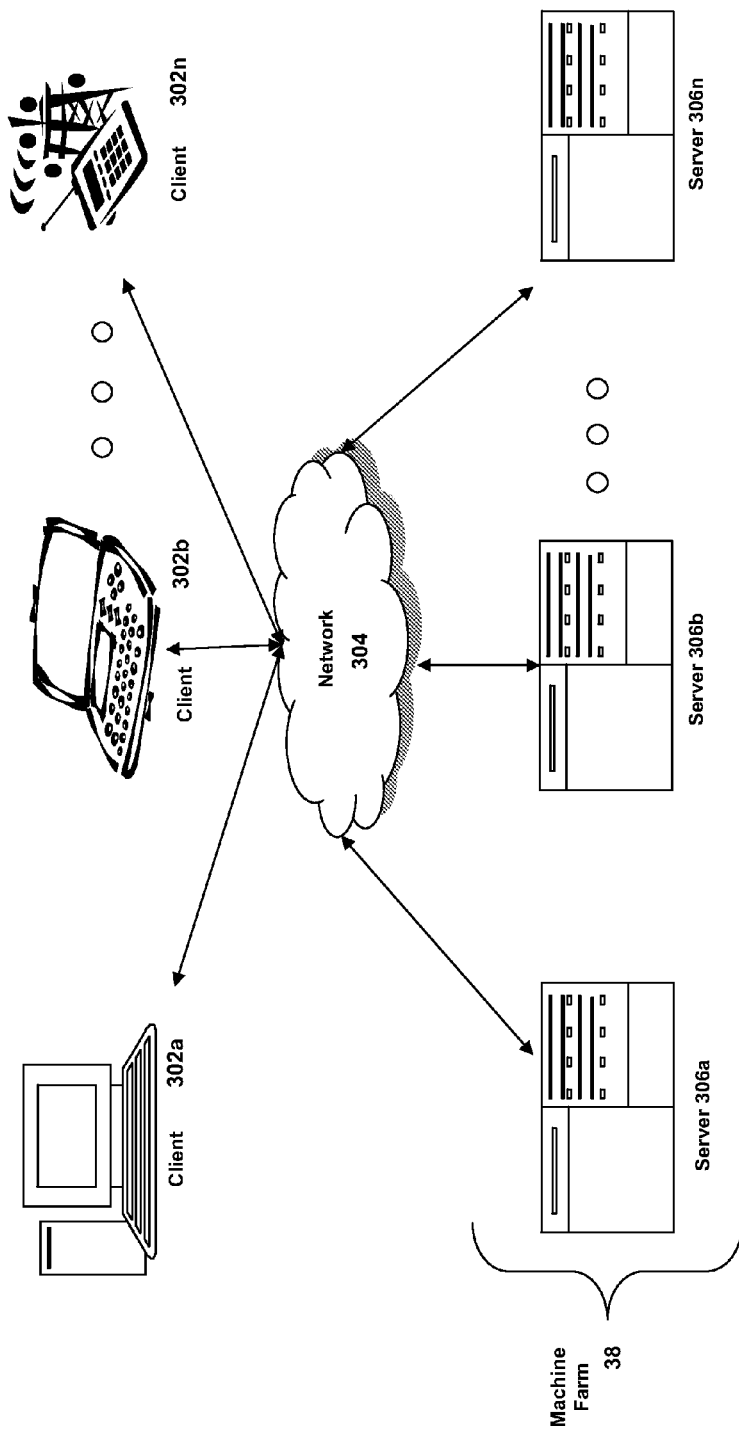 Client 302a
Client 302b
Client 302n
Network
304
Machine
Farm 38
Server 306a
Server 306b
Server 306n